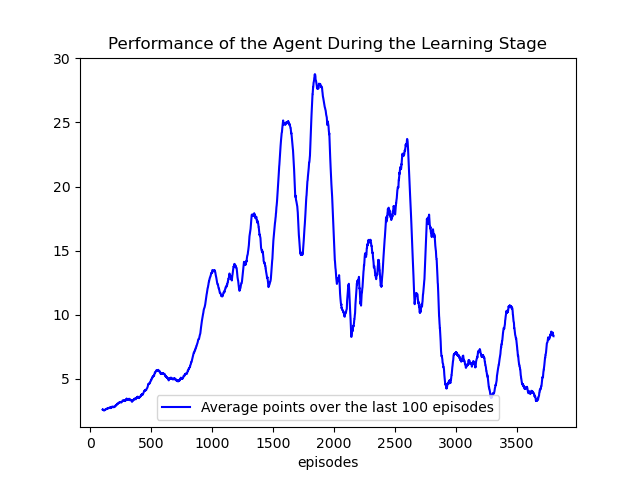 Performance of the Agent During the Learning Stage
30
25
20
15
10
5
Average points over the last 100 episodes
0 500 1000 1500 2000 2500 3000 3500
episodes